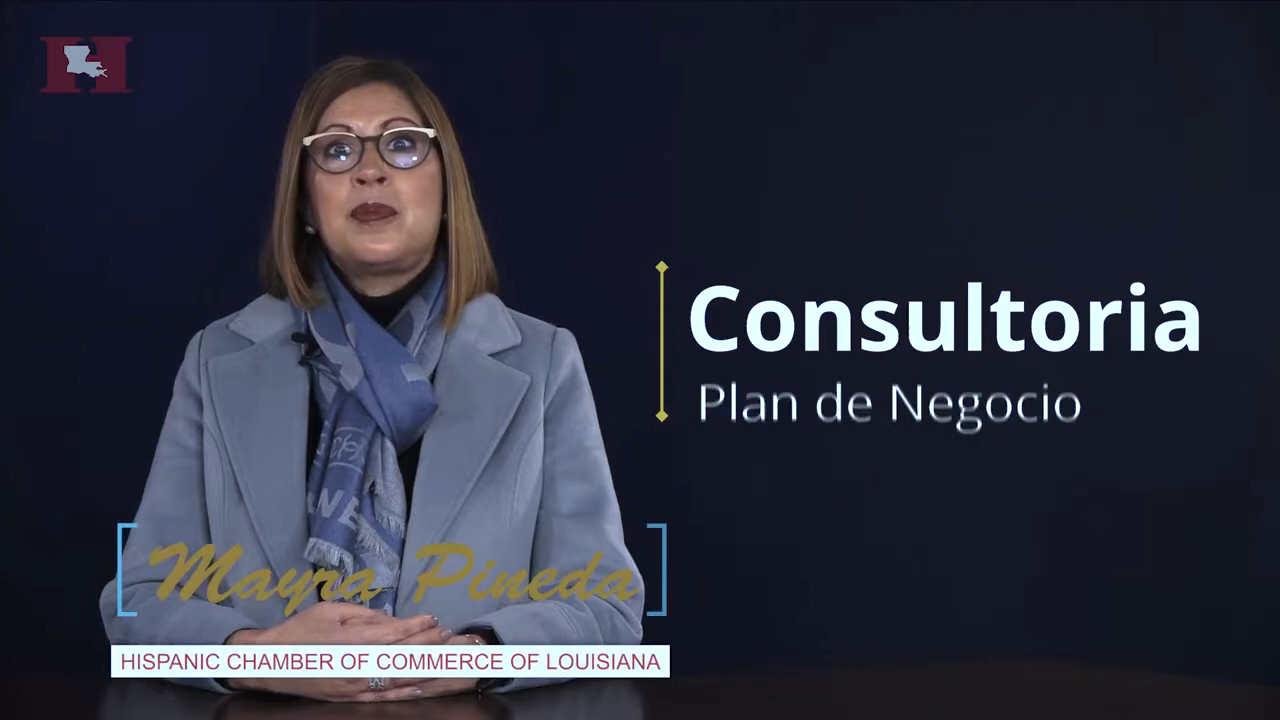 H
Consultoria
Plan de Negocio
Mayra Pineda
HISPANIC CHAMBER OF COMMERCE OF LOUISIANA